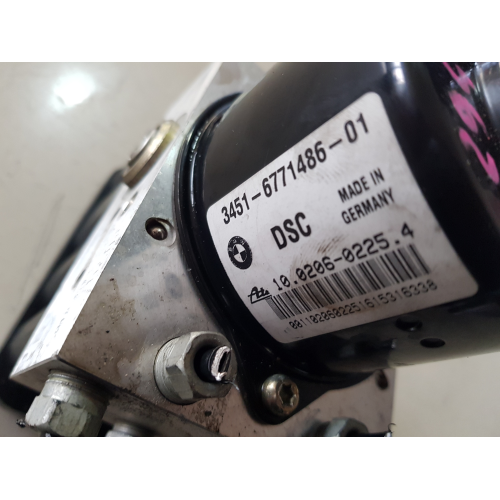 3451-6771486-01
DSC
MADE IN
GERMANY
10.0206-0225.4